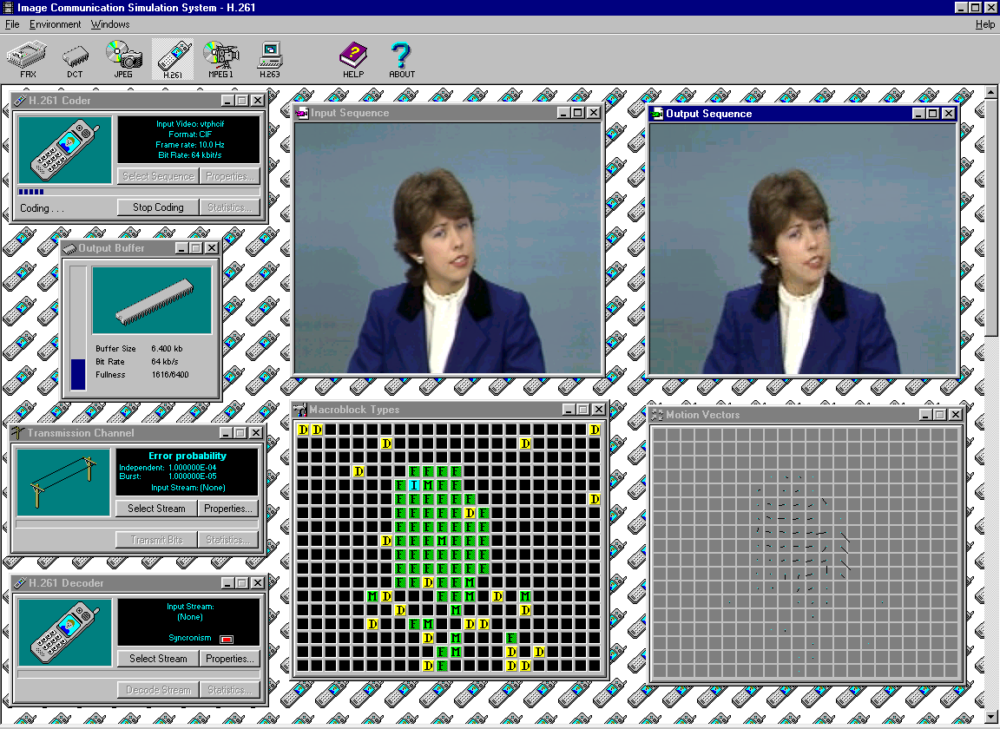 Image Communication Simulation System - H.261
File Environment Windows Help
FAX DCT JPEG H.261 MPEG1 H.263 HELP ABOUT
H.261 Coder
Input Video: vtphcif
Format: CIF
Frame rate: 10.0 Hz
Bit Rate: 64 kbit/s
Select Sequence Properties...
Coding . . . Stop Coding Statistics...
Input Sequence
Output Sequence
Output Buffer
Buffer Size 6.400 kb
Bit Rate 64 kb/s
Fullness 1616/6400
Transmission Channel
Error probability
Independent: 1.000000E-04
Burst: 1.000000E-05
Input Stream: (None)
Select Stream Properties...
Transmit Bits Statistics...
H.261 Decoder
Input Stream:
(None)
Syncronism
Select Stream Properties...
Decode Stream Statistics...
Macroblock Types
D D D
D D
D F F F F
F I M F F
F F F F F F D
F F F F F D F
F F F F F F F
D F F F M F F F
F F F F F F F
F F F F F F F
F F D F F M
M D F F M D M
D M D
D F M D D
D M F
F M D D
D F D D
Motion Vectors